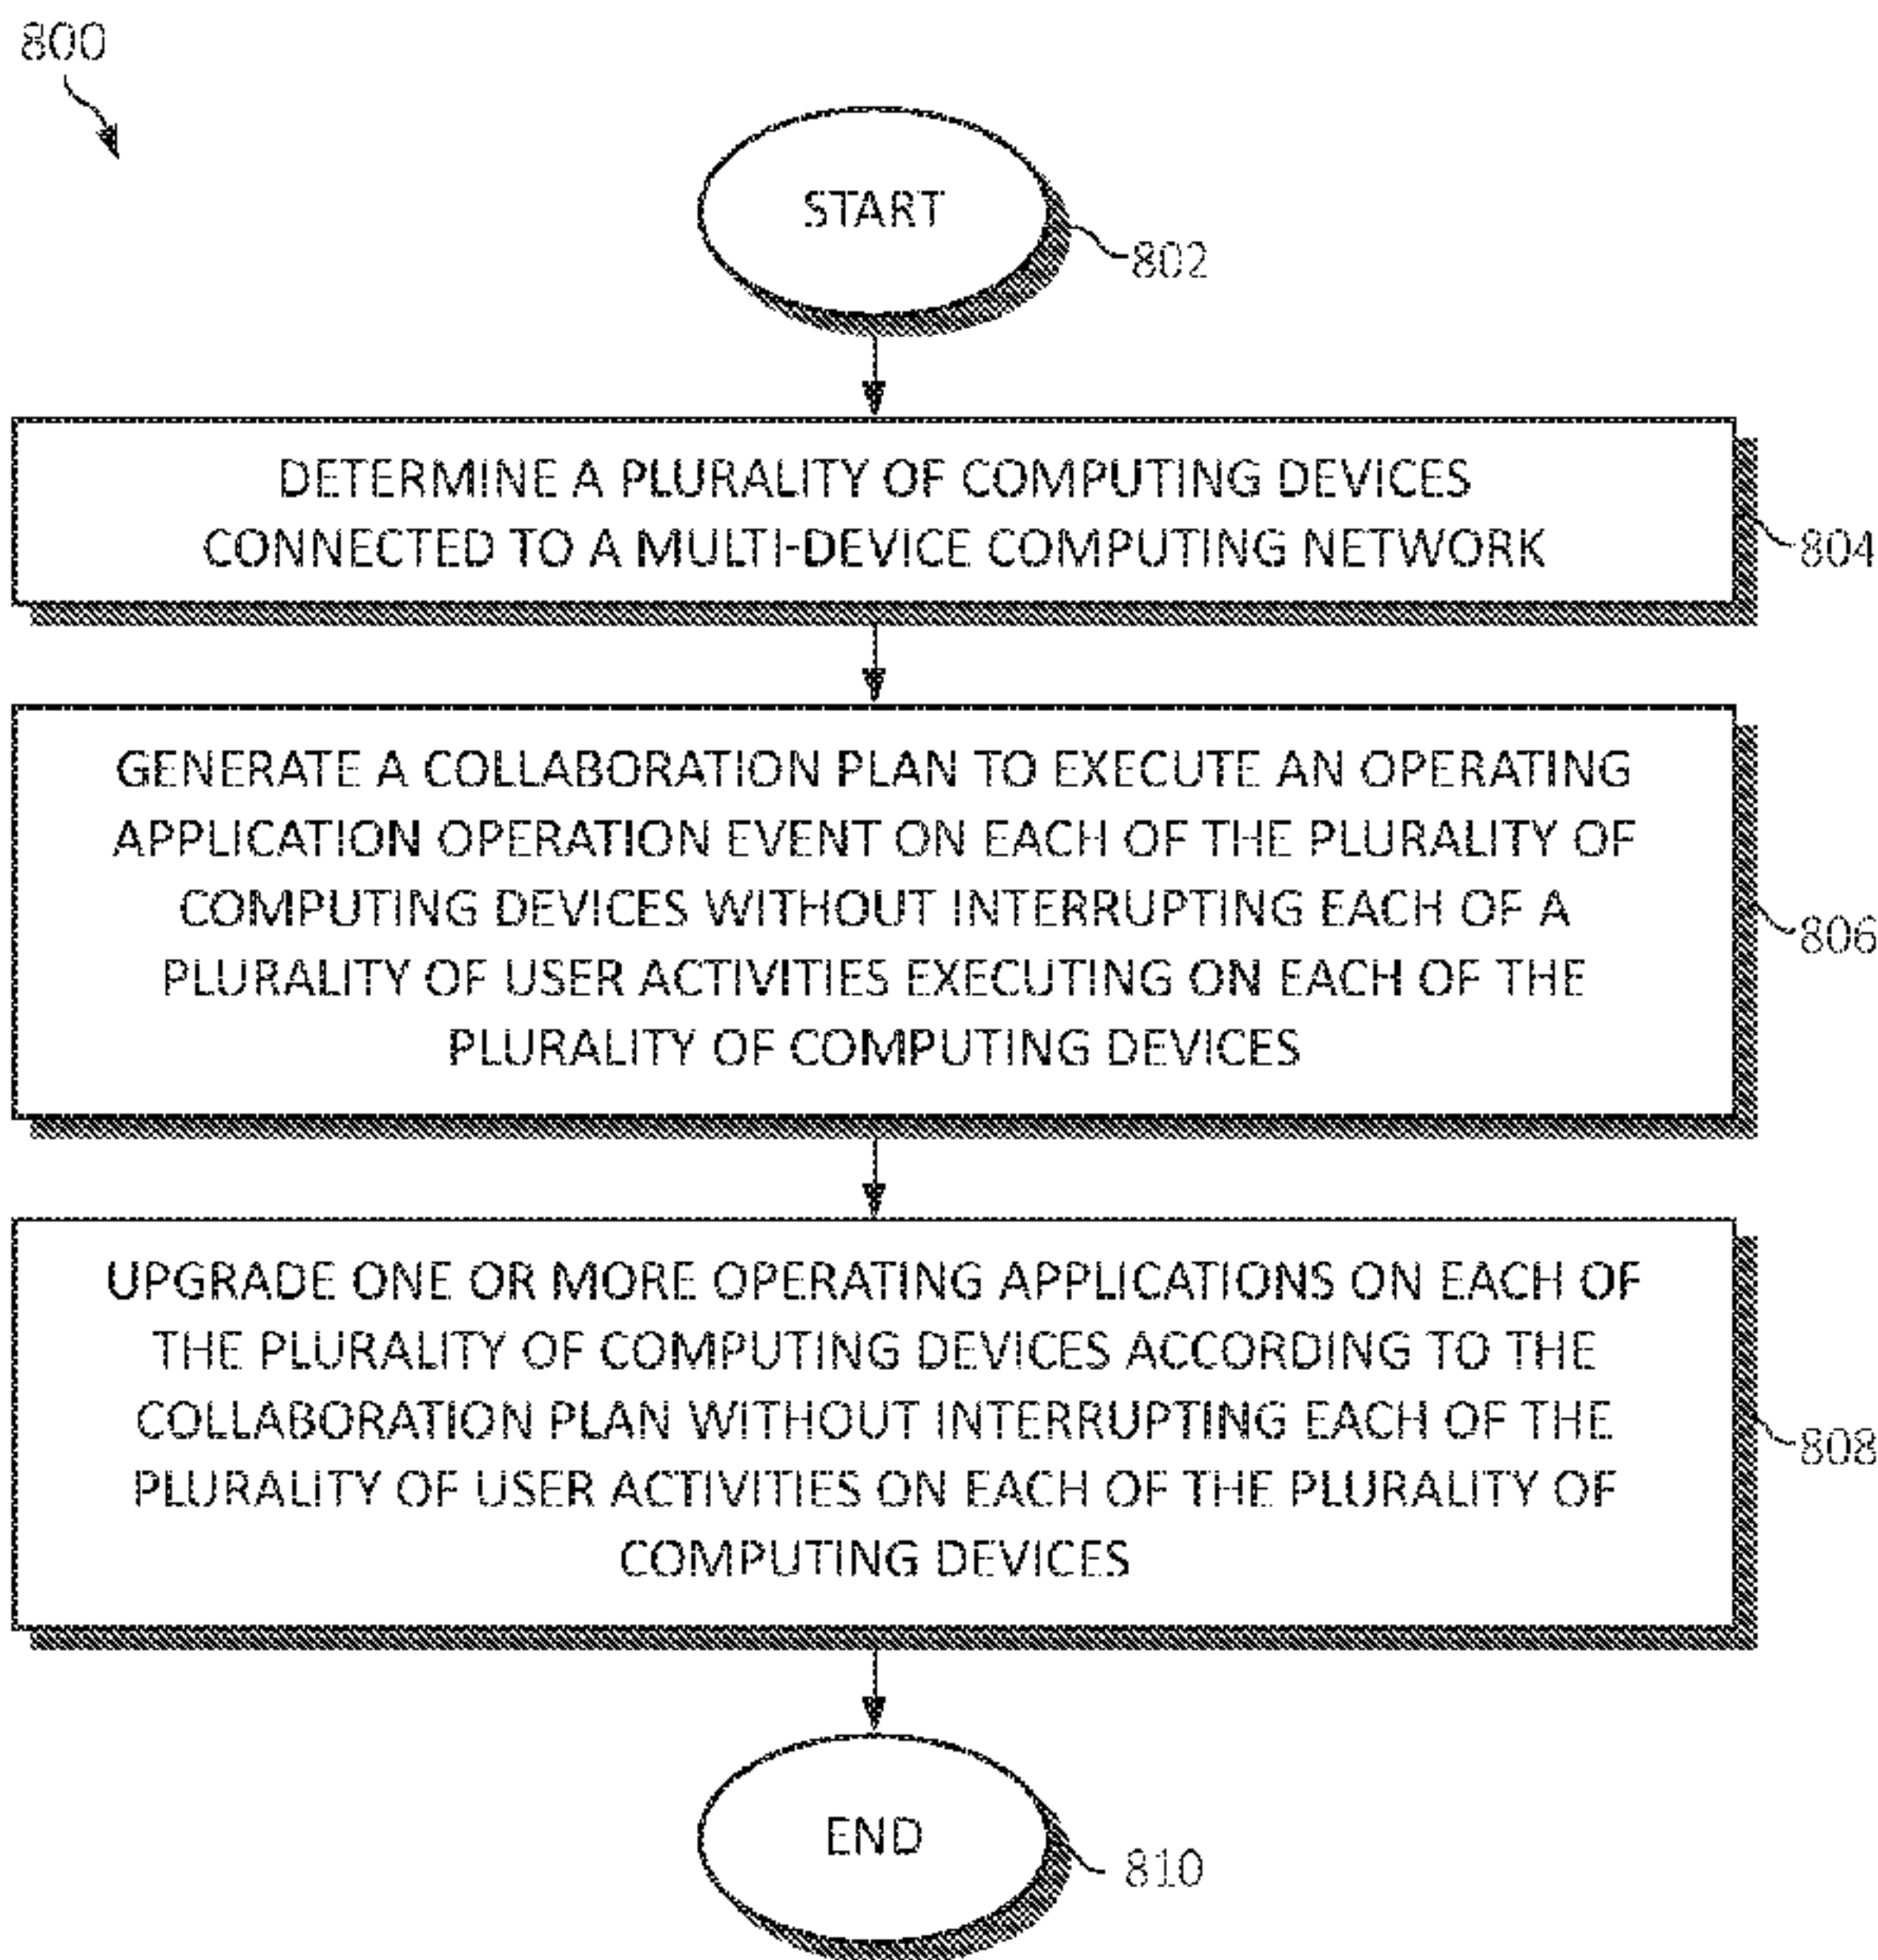 800
START
802
DETERMINE A PLURALITY OF COMPUTING DEVICES
CONNECTED TO A MULTI-DEVICE COMPUTING NETWORK
804
GENERATE A COLLABORATION PLAN TO EXECUTE AN OPERATING
APPLICATION OPERATION EVENT ON EACH OF THE PLURALITY OF
COMPUTING DEVICES WITHOUT INTERRUPTING EACH OF A
PLURALITY OF USER ACTIVITIES EXECUTING ON EACH OF THE
PLURALITY OF COMPUTING DEVICES
806
UPGRADE ONE OR MORE OPERATING APPLICATIONS ON EACH OF
THE PLURALITY OF COMPUTING DEVICES ACCORDING TO THE
COLLABORATION PLAN WITHOUT INTERRUPTING EACH OF THE
PLURALITY OF USER ACTIVITIES ON EACH OF THE PLURALITY OF
COMPUTING DEVICES
808
END
810